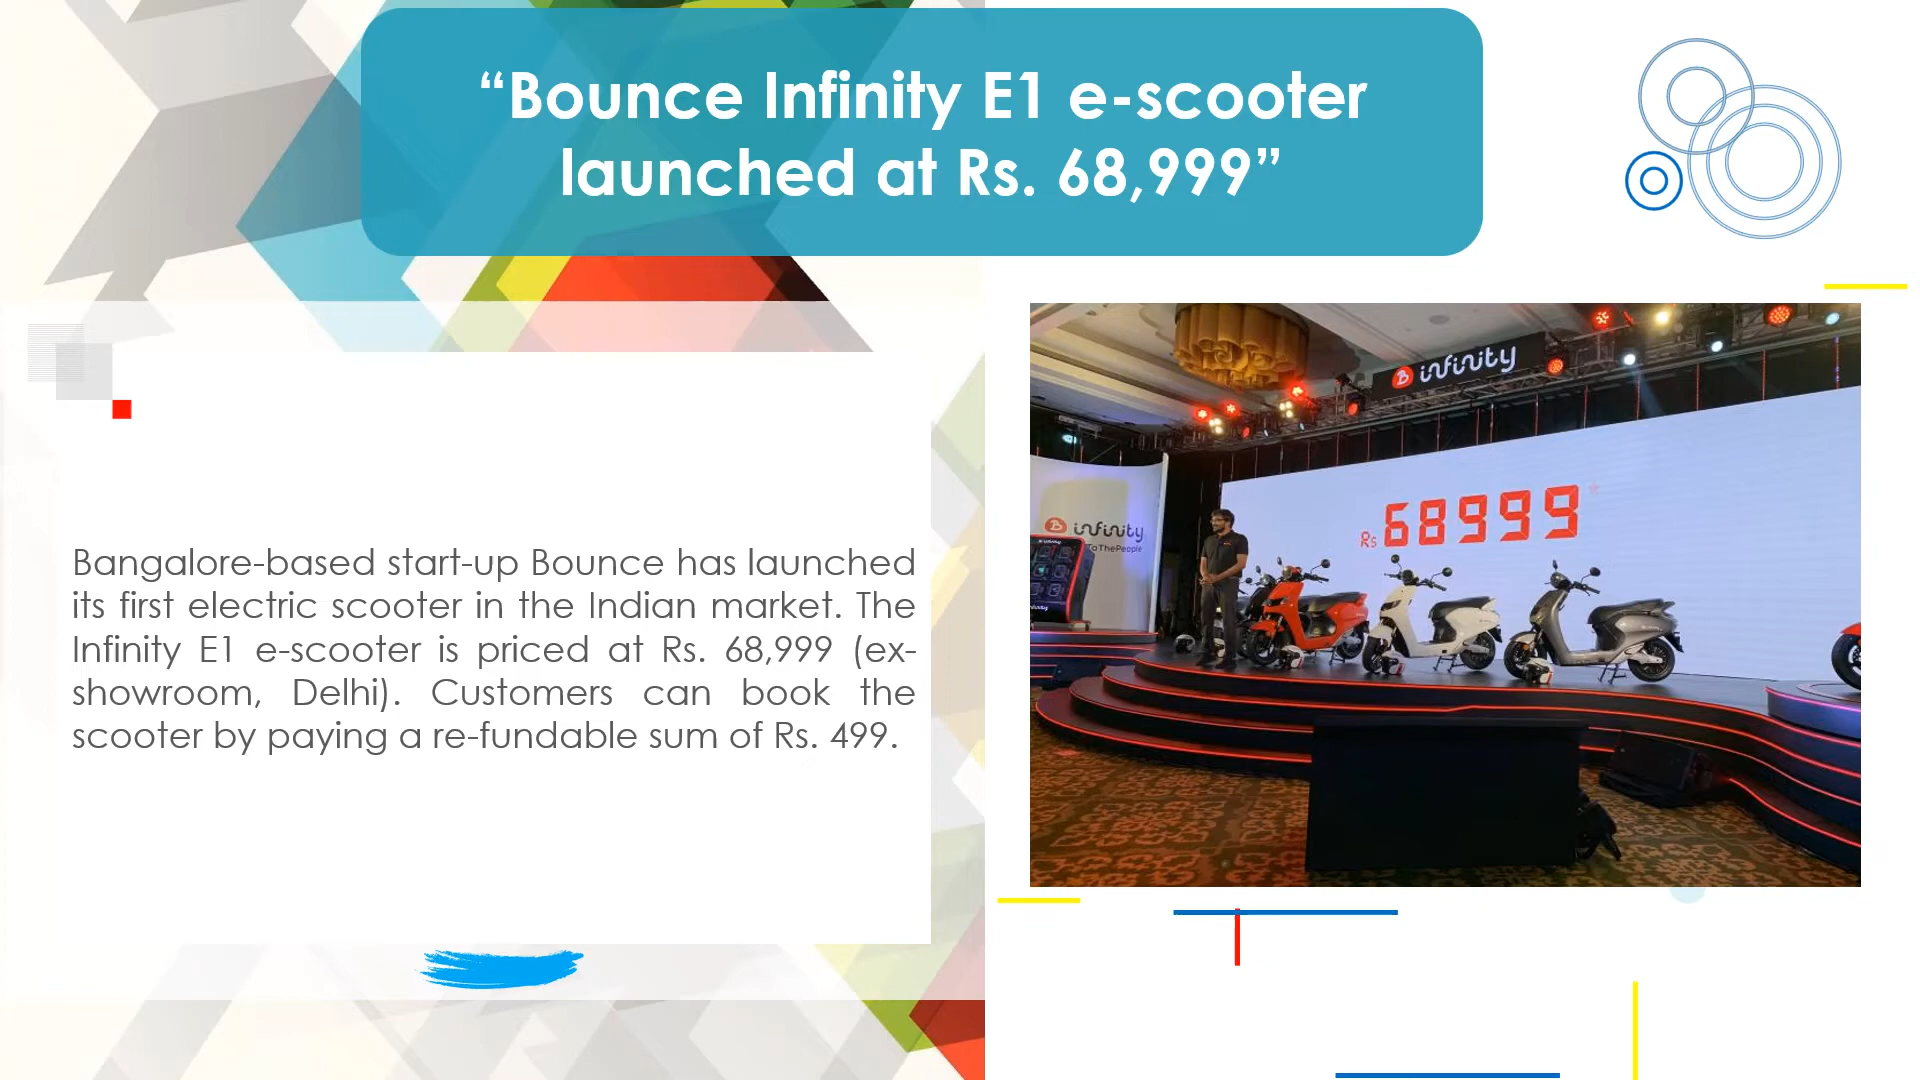 “Bounce Infinity E1 e-scooter
launched at Rs. 68,999”
Bangalore-based start-up Bounce has launched
its first electric scooter in the Indian market. The
Infinity E1 e-scooter is priced at Rs. 68,999 (ex-
showroom, Delhi). Customers can book the
scooter by paying a re-fundable sum of Rs. 499.
infinity
Rs 68999*
infinity
ToThePeople